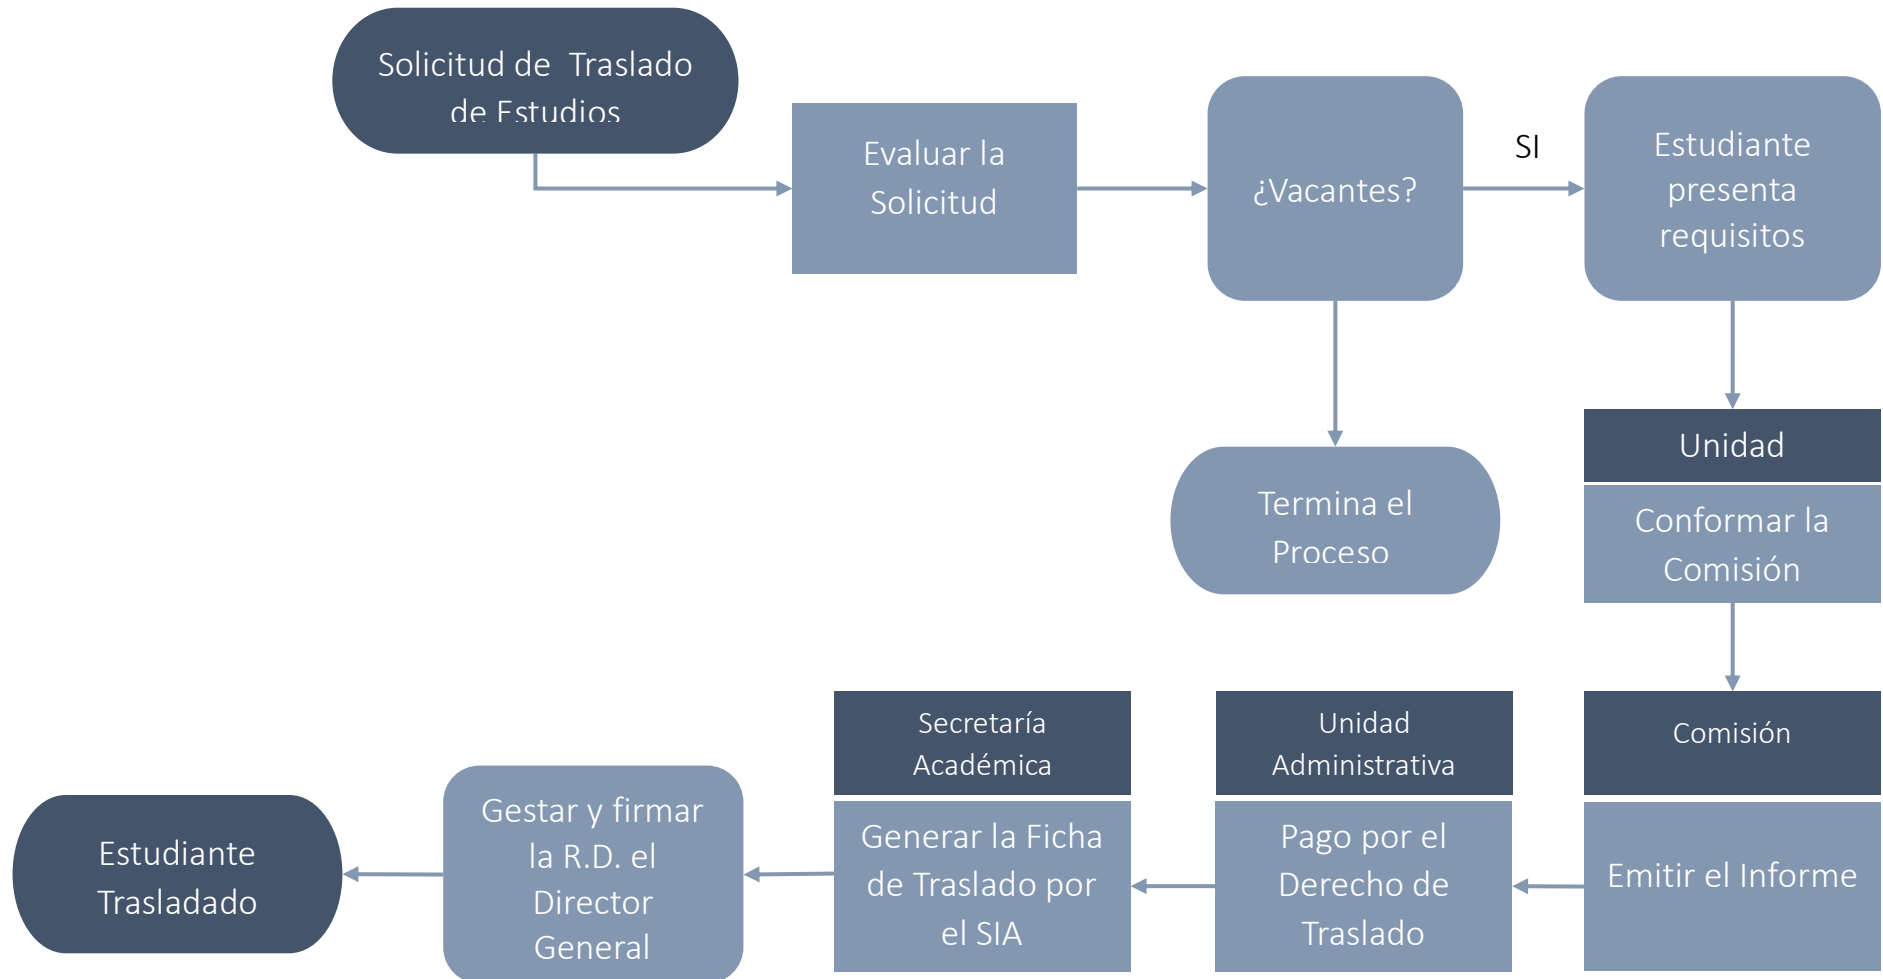 Solicitud de Traslado
de Estudios
Evaluar la
Solicitud
¿Vacantes?
SI
Estudiante
presenta
requisitos
Termina el
Proceso
Unidad
Conformar la
Comisión
Comisión
Emitir el Informe
Unidad
Administrativa
Pago por el
Derecho de
Traslado
Secretaría
Académica
Generar la Ficha
de Traslado por
el SIA
Gestar y firmar
la R.D. el
Director
General
Estudiante
Trasladado